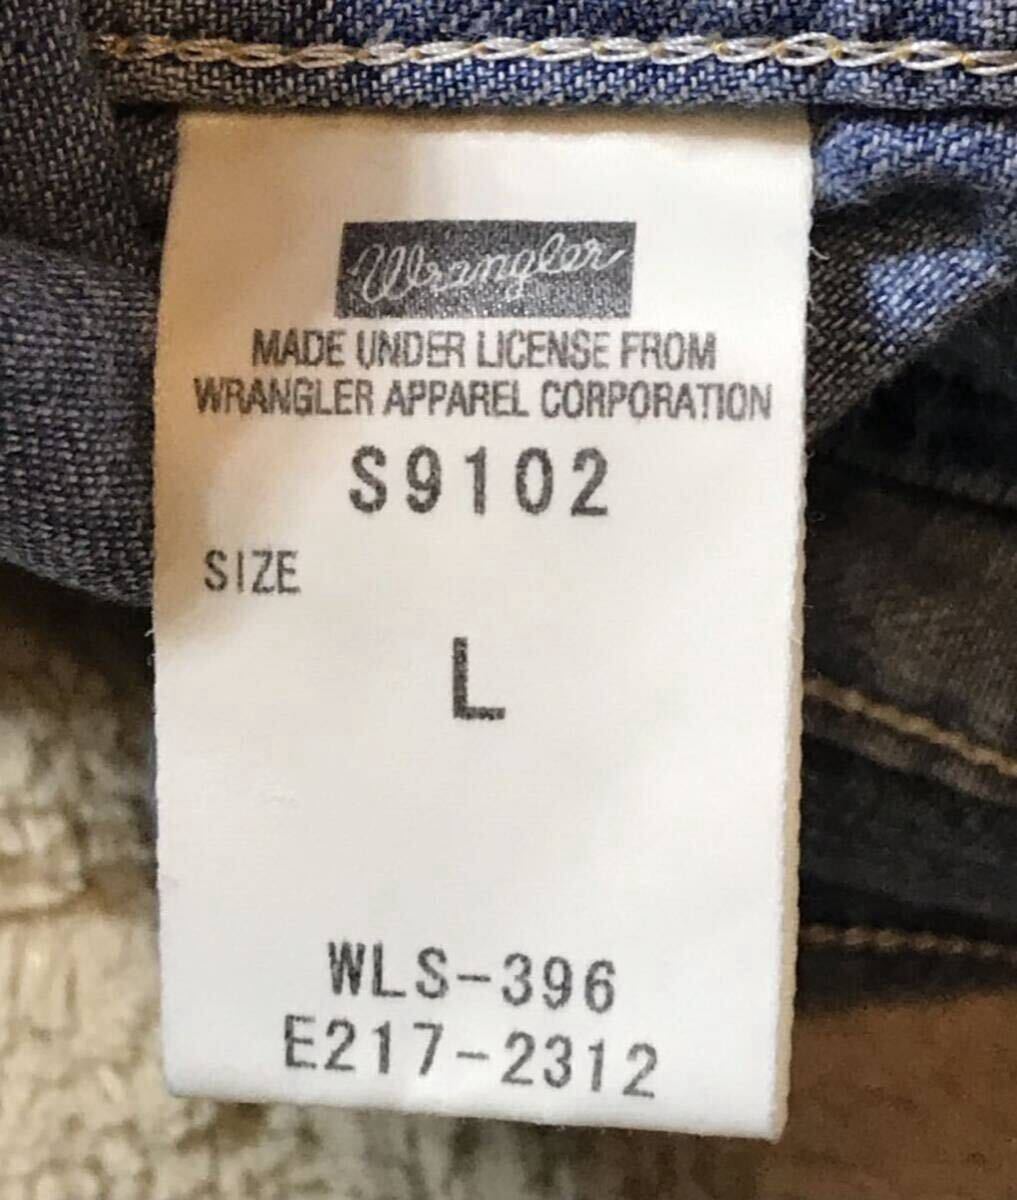 Wrangler
MADE UNDER LICENSE FROM
WRANGLER APPAREL CORPORATION
S9102
SIZE
L
WLS-396
E217-2312